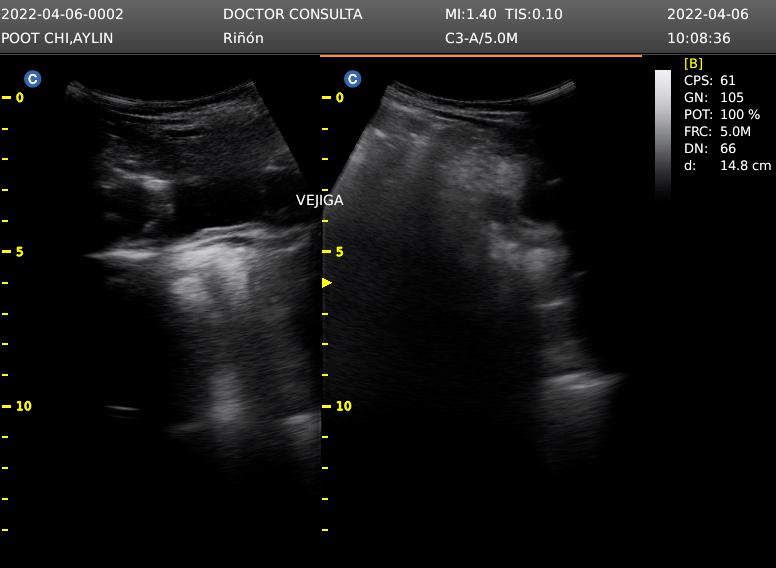 2022-04-06-0002 DOCTOR CONSULTA MI:1.40 TIS:0.10 2022-04-06
POOT CHI,AYLIN Riñón C3-A/5.0M 10:08:36
C C [B]
0 0
CPS: 61
GN: 105
POT: 100 %
FRC: 5.0M
DN: 66
d: 14.8 cm
VEJIGA
5 5
10 10